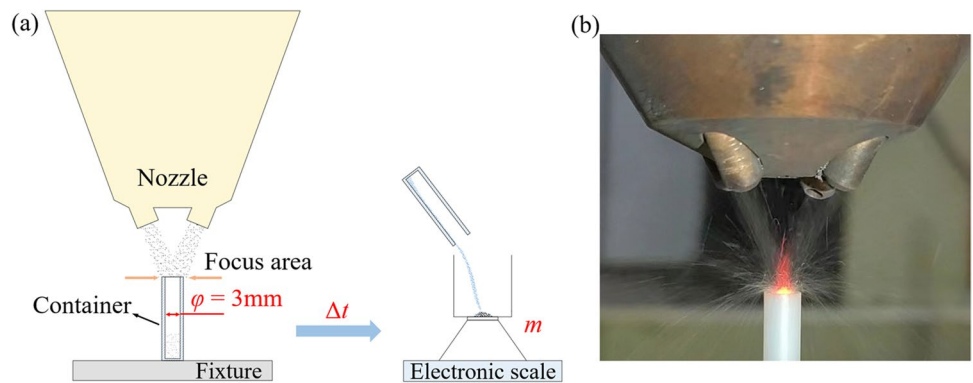 (a)
Nozzle
Focus area
Container
φ = 3mm
Fixture
Δt
m
Electronic scale
(b)